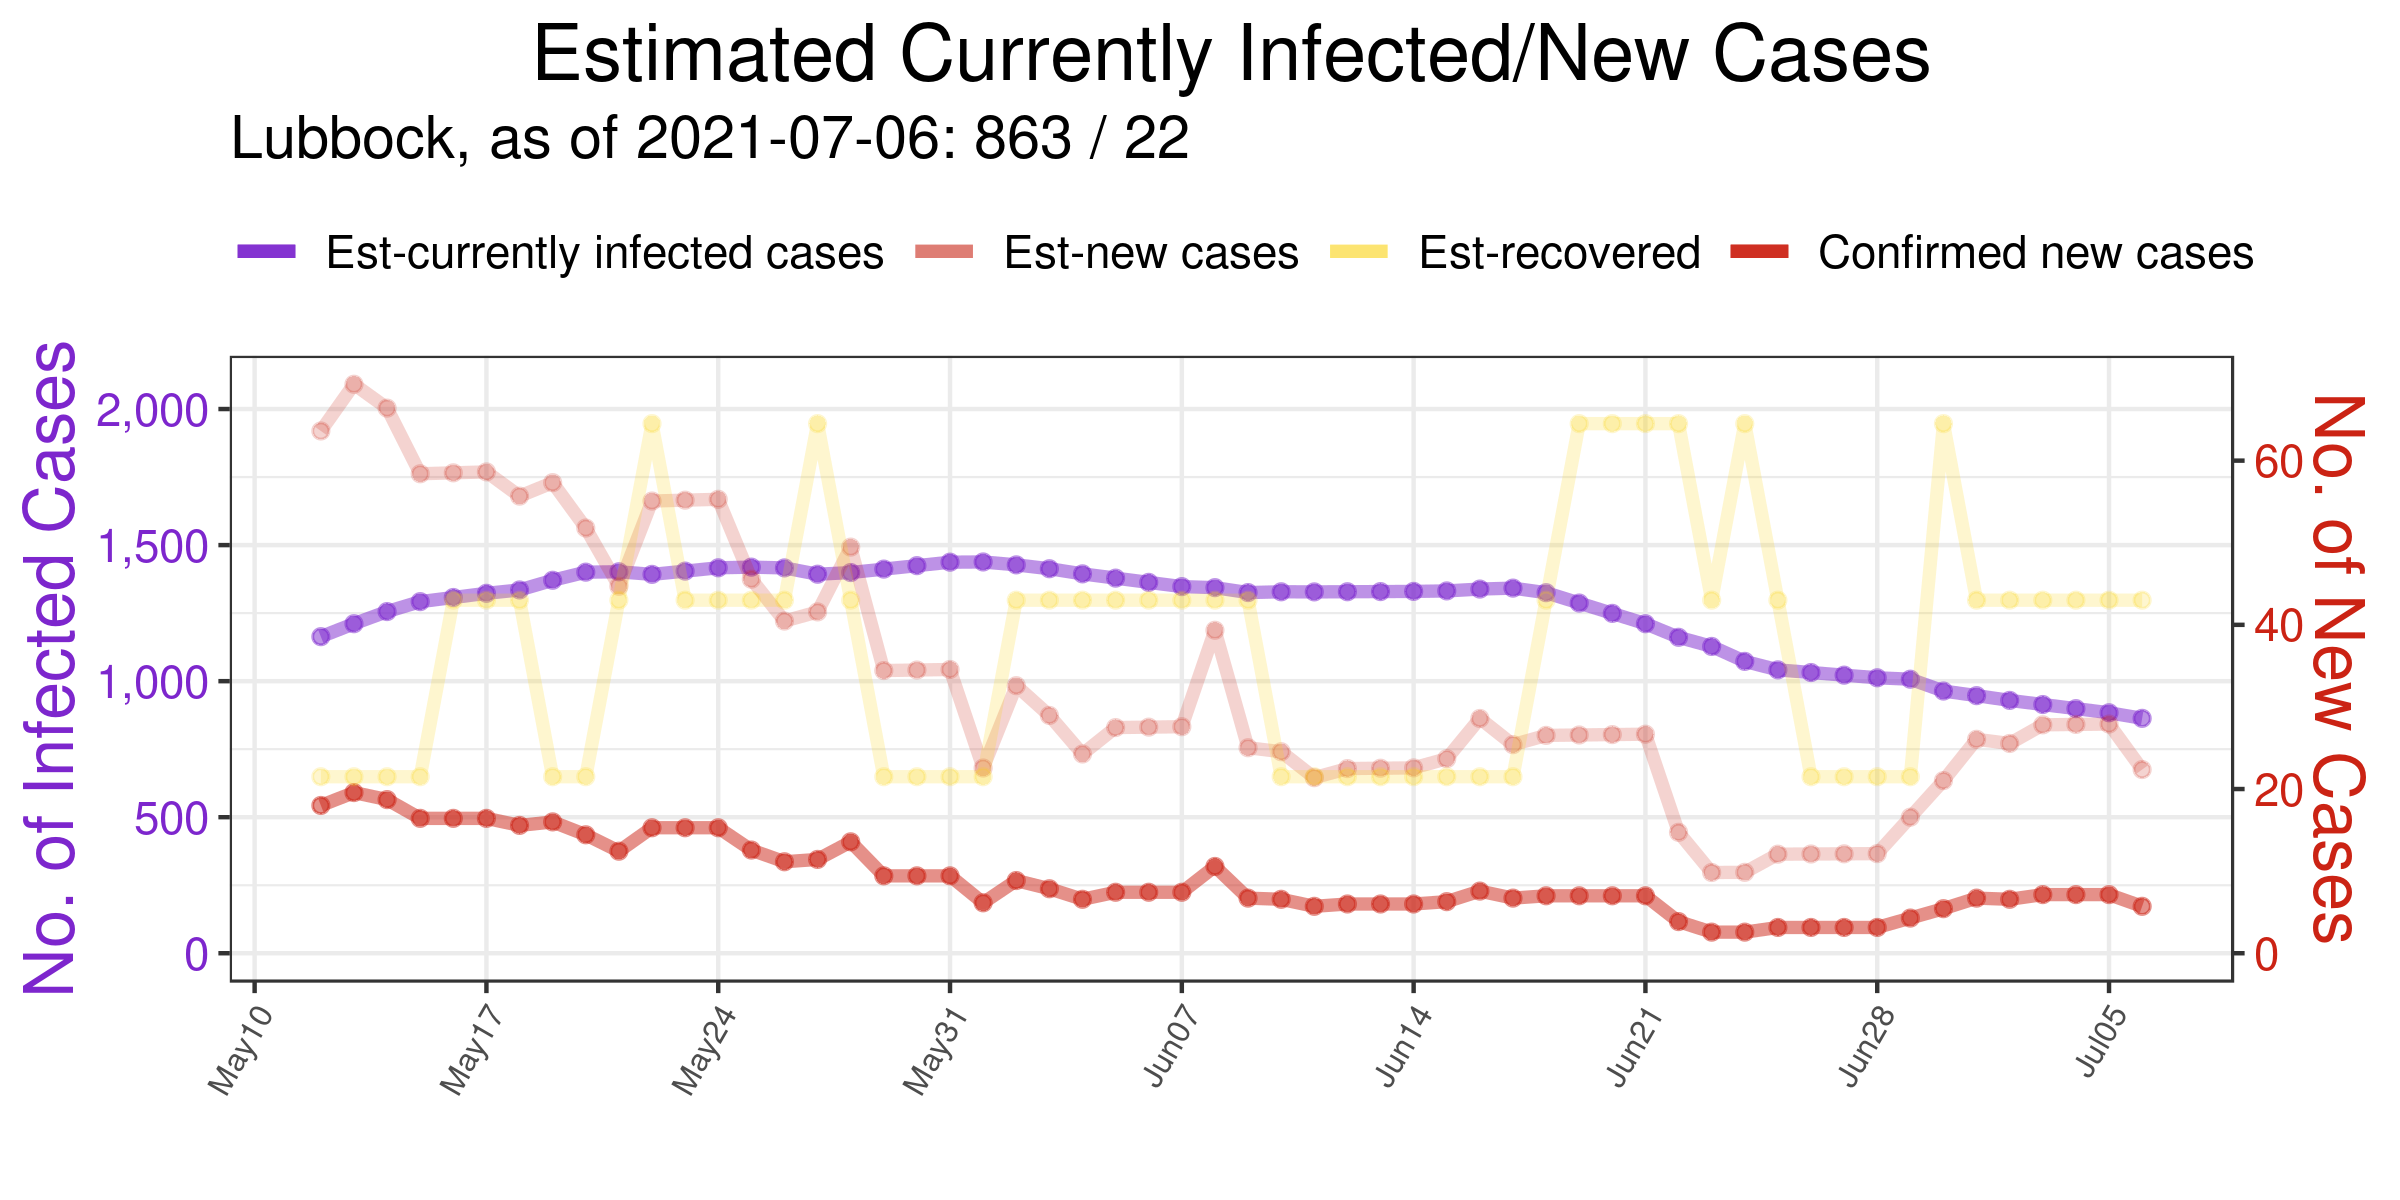 Estimated Currently Infected/New Cases
Lubbock, as of 2021-07-06: 863 / 22
Est-currently infected cases Est-new cases Est-recovered Confirmed new cases
No. of Infected Cases
2,000
1,500
1,000
500
0
60
40
20
0
No. of New Cases
May10 May17 May24 May31 Jun07 Jun14 Jun21 Jun28 Jul05